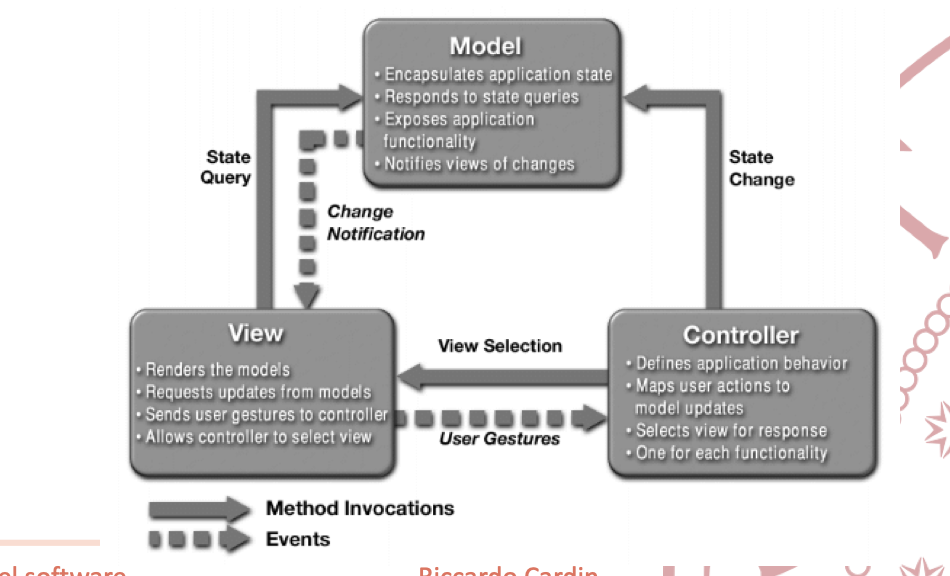 Model
• Encapsulates application state
• Responds to state queries
• Exposes application
functionality
• Notifies views of changes
State
Query
State
Change
Change
Notification
View
• Renders the models
• Requests updates from models
• Sends user gestures to controller
• Allows controller to select view
View Selection
User Gestures
Controller
• Defines application behavior
• Maps user actions to
model updates
• Selects view for response
• One for each functionality
Method Invocations
Events
software
Riccardo Cardin